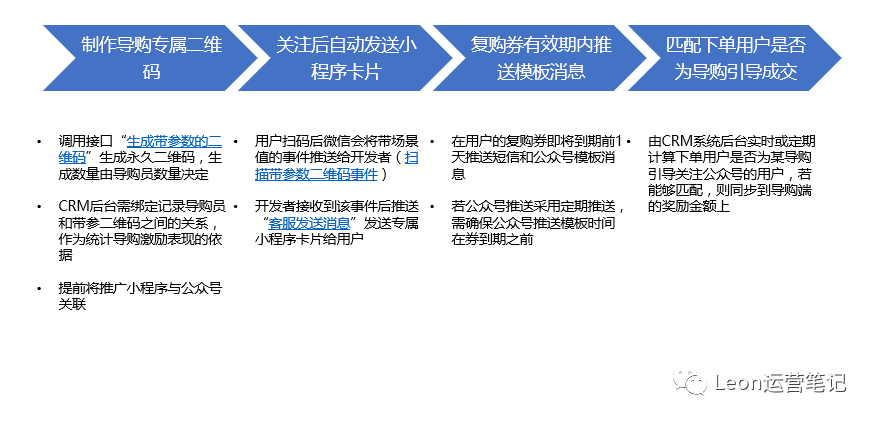 制作导购专属二维
码
关注后自动发送小
程序卡片
复购券有效期内推
送模板消息
匹配下单用户是否
为导购引导成交
• 调用接口“生成带参数的二
维码”生成永久二维码，生
成数量由导购员数量决定
• CRM后台需绑定记录导购员
和带参二维码之间的关系，
作为统计导购激励表现的依
据
• 提前将推广小程序与公众号
关联
• 用户扫码后微信会将带场景
值的事件推送给开发者（扫
描带参数二维码事件）
• 开发者接收到该事件后推送
“客服发送消息”发送专属
小程序卡片给用户
• 在用户的复购券即将到期前1
天推送短信和公众号模板消
息
• 若公众号推送采用定期推送，
需确保公众号推送模板时间
在券到期之前
• 由CRM系统后台实时或定期
计算下单用户是否为某导购
引导关注公众号的用户，若
能够匹配，则同步到导购端
的奖励金额上
Leon运营笔记